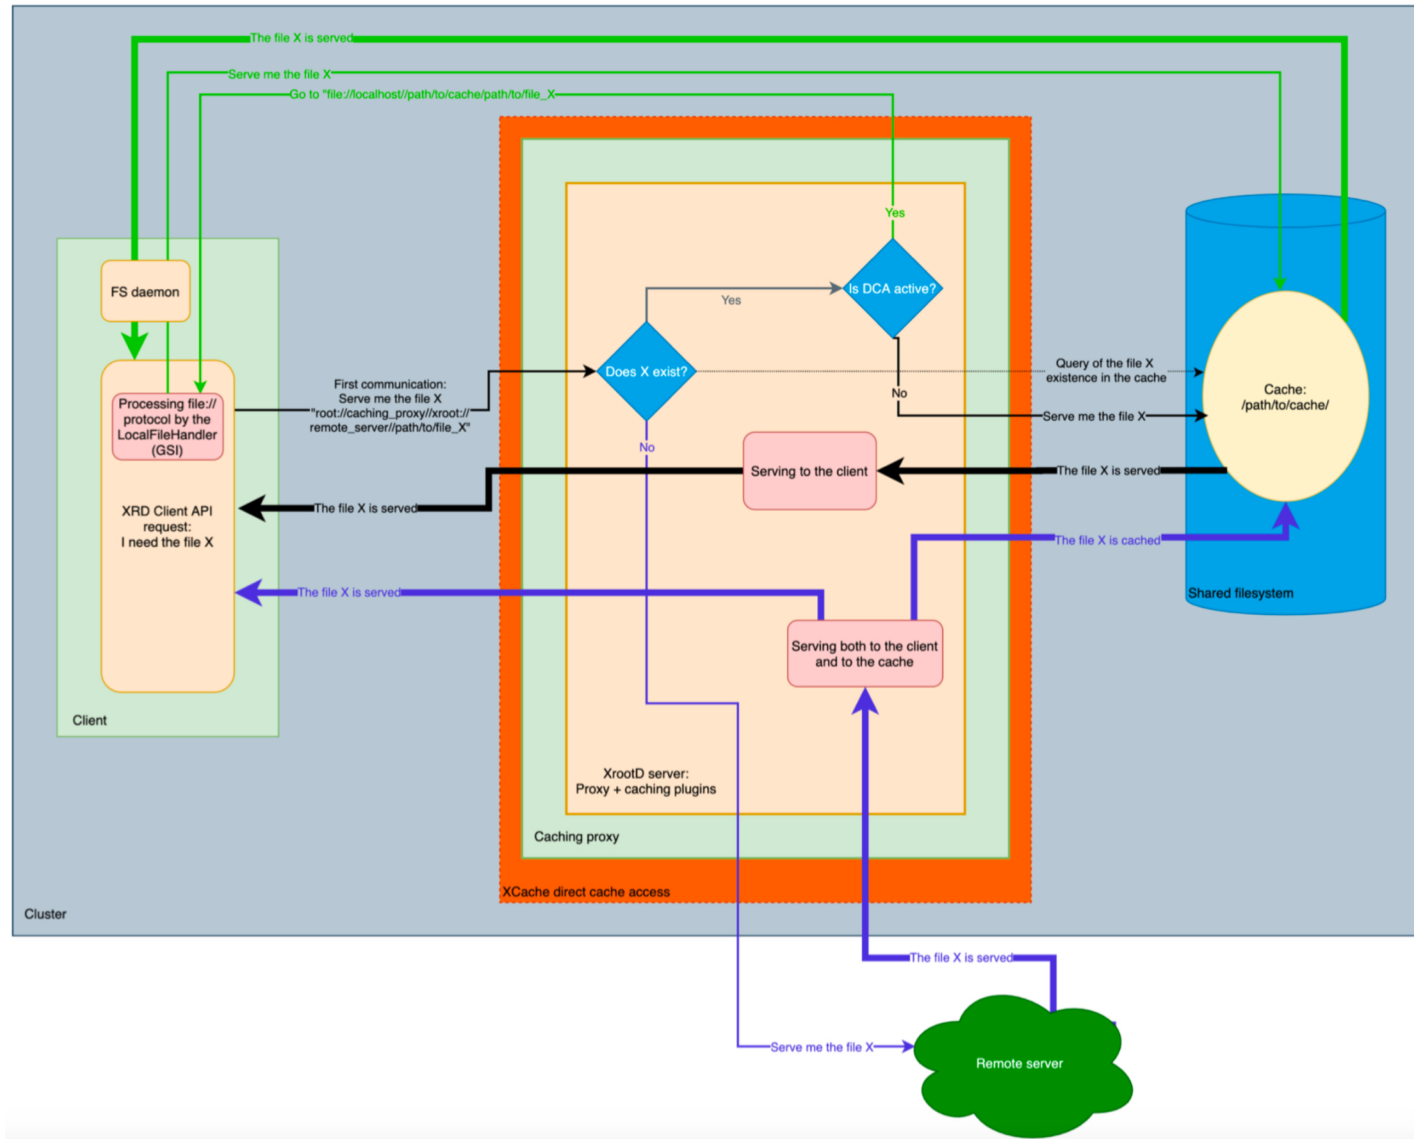 The file X is served
Serve me the file X
Go to "file://localhost//path/to/cache/path/to/file_X
Yes
FS daemon
Is DCA active?
Yes
Does X exist?
Query of the file X
existence in the cache
Cache:
/path/to/cache/
First communication:
Serve me the file X
"root://caching_proxy//xroot://
remote_server//path/to/file_X"
No
Serve me the file X
Processing file://
protocol by the
LocalFileHandler
(GSI)
No
Serving to the client
The file X is served
The file X is served
XRD Client API
request:
I need the file X
The file X is cached
The file X is served
Shared filesystem
Serving both to the client
and to the cache
Client
XrootD server:
Proxy + caching plugins
Caching proxy
XCache direct cache access
Cluster
The file X is served
Serve me the file X
Remote server